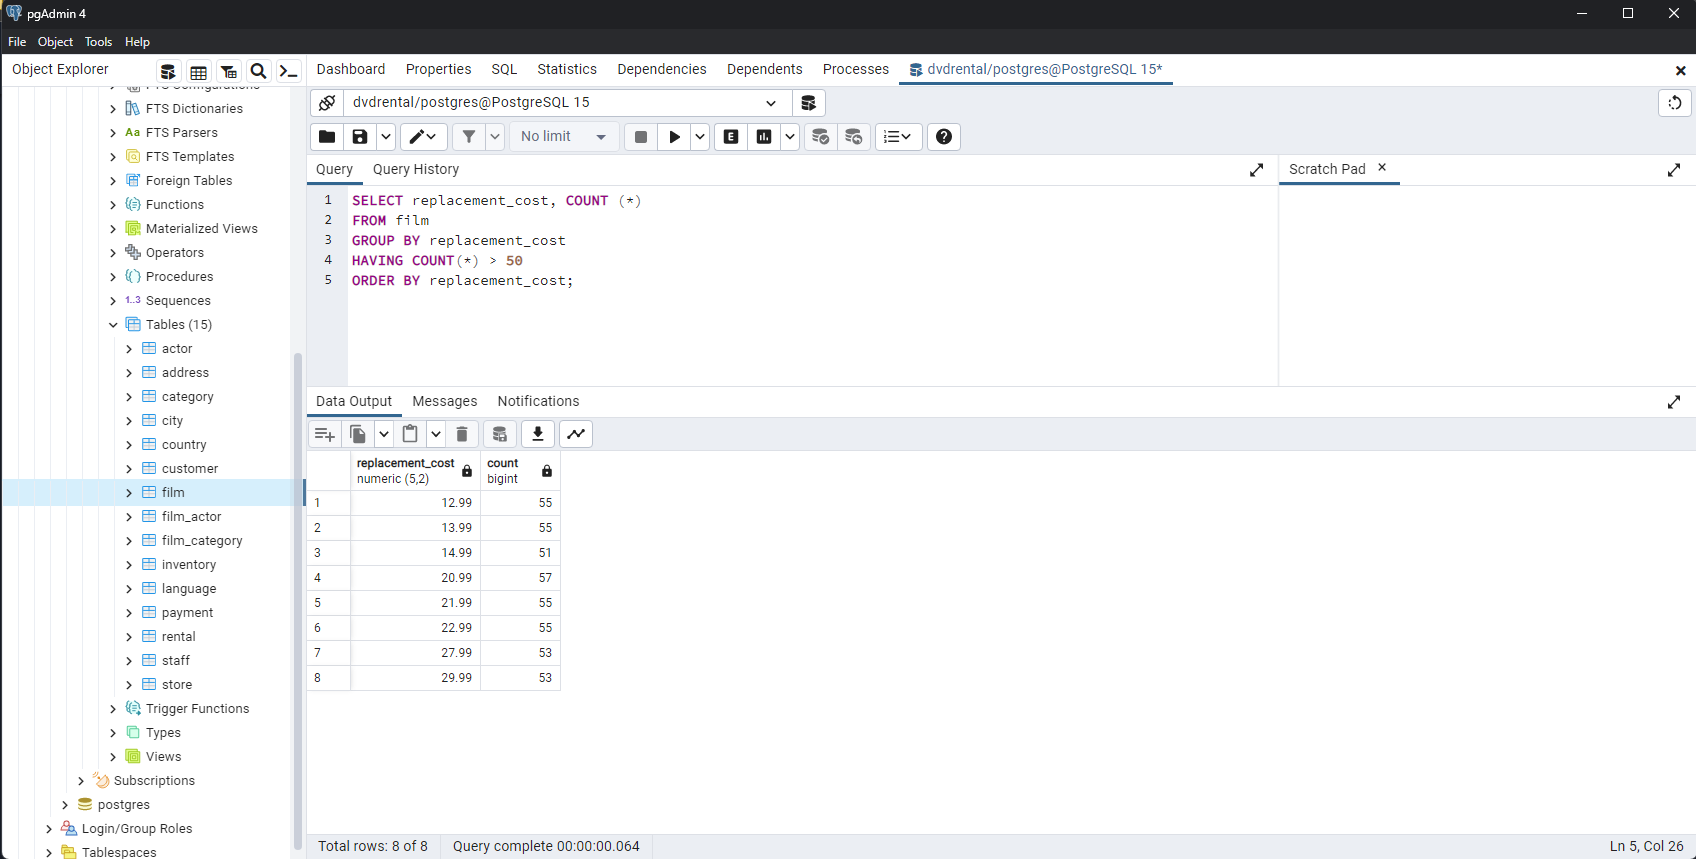 pgAdmin 4
File Object Tools Help
Object Explorer
Dashboard Properties SQL Statistics Dependencies Dependents Processes dvdrental/postgres@PostgreSQL 15*
FTS Configurations
FTS Dictionaries
Aa FTS Parsers
FTS Templates
Foreign Tables
Functions
Materialized Views
Operators
Procedures
1..3 Sequences
Tables (15)
actor
address
category
city
country
customer
film
film_actor
film_category
inventory
language
payment
rental
staff
store
Trigger Functions
Types
Views
Subscriptions
postgres
Login/Group Roles
Tablespaces
dvdrental/postgres@PostgreSQL 15
No limit
E
Query Query History
Scratch Pad
1 SELECT replacement_cost, COUNT (*)
2 FROM film
3 GROUP BY replacement_cost
4 HAVING COUNT(*) > 50
5 ORDER BY replacement_cost;
Data Output Messages Notifications
replacement_cost count
numeric (5,2) bigint
1 12.99 55
2 13.99 55
3 14.99 51
4 20.99 57
5 21.99 55
6 22.99 55
7 27.99 53
8 29.99 53
Total rows: 8 of 8 Query complete 00:00:00.064 Ln 5, Col 26